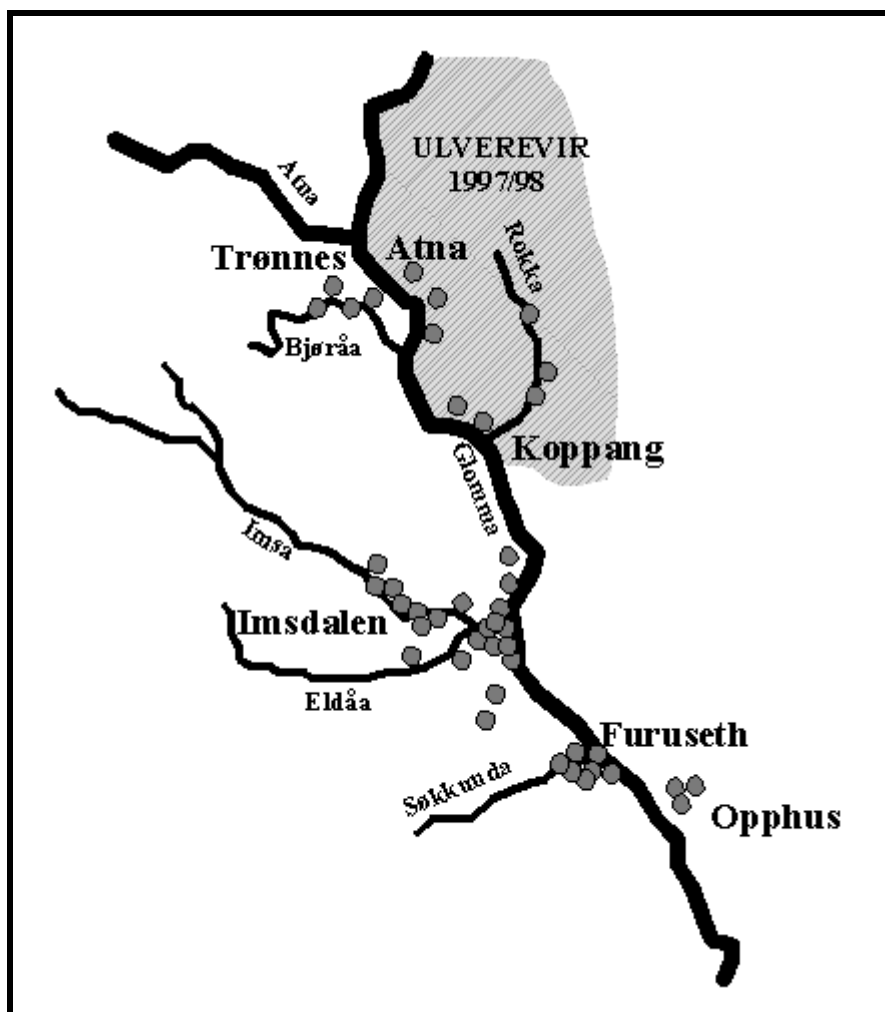 ULVEREVIR
1997/98
Atna
Rokka
Trønnes
Atna
Bjøråa
Koppang
Glomma
Imsa
Imsdalen
Eldåa
Furuseth
Søkkunda
Opphus